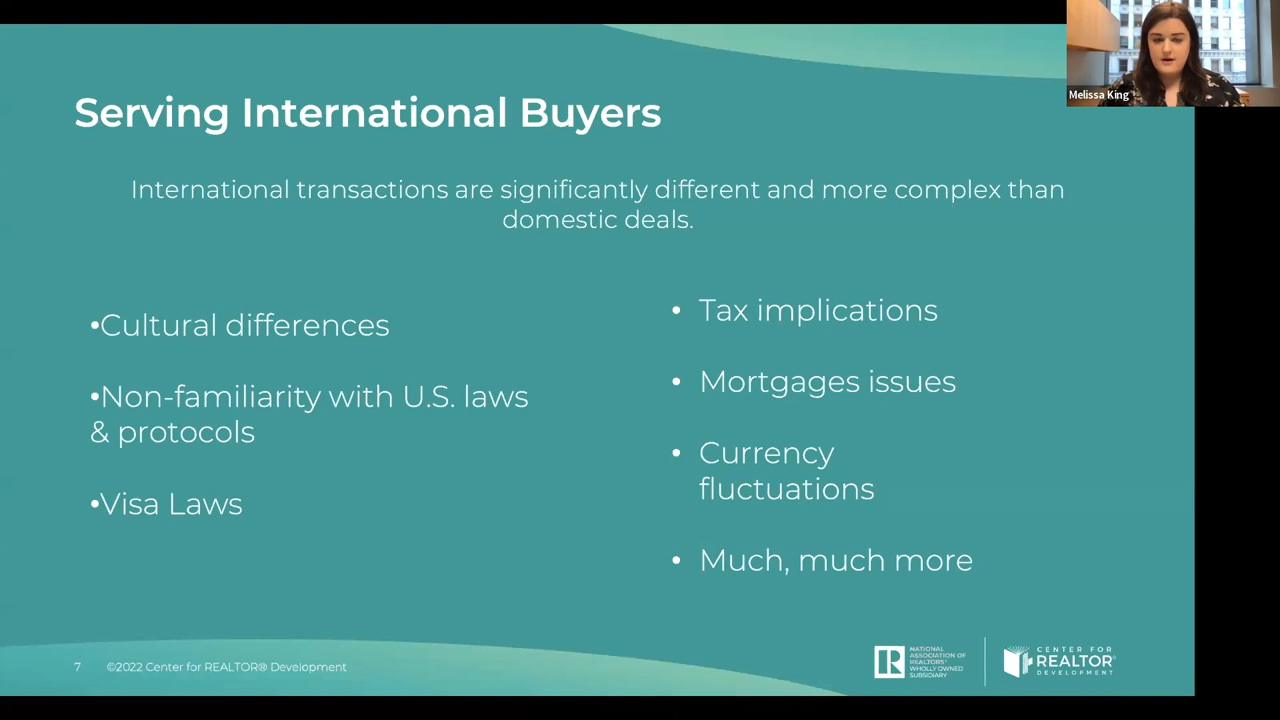 Serving International Buyers
International transactions are significantly different and more complex than
domestic deals.
•Cultural differences
•Non-familiarity with U.S. laws
& protocols
•Visa Laws
• Tax implications
• Mortgages issues
• Currency
fluctuations
• Much, much more
Melissa King
7 ©2022 Center for REALTOR® Development
NATIONAL
ASSOCIATION OF
REALTORS®
WHOLLY OWNED
SUBSIDIARY
CENTER FOR
REALTOR®
DEVELOPMENT